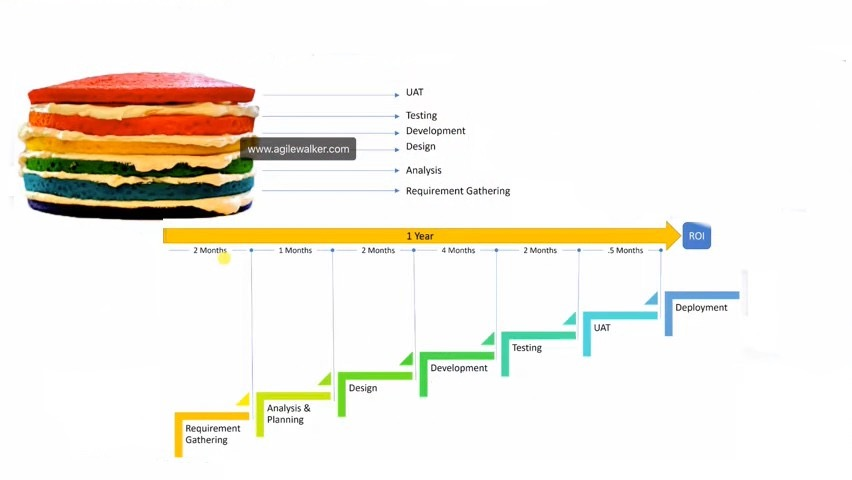 UAT
Testing
Development
www.agilewalker.com
Design
Analysis
Requirement Gathering
1 Year
ROI
2 Months
1 Months
2 Months
4 Months
2 Months
.5 Months
Deployment
UAT
Testing
Development
Design
Analysis &
Planning
Requirement
Gathering